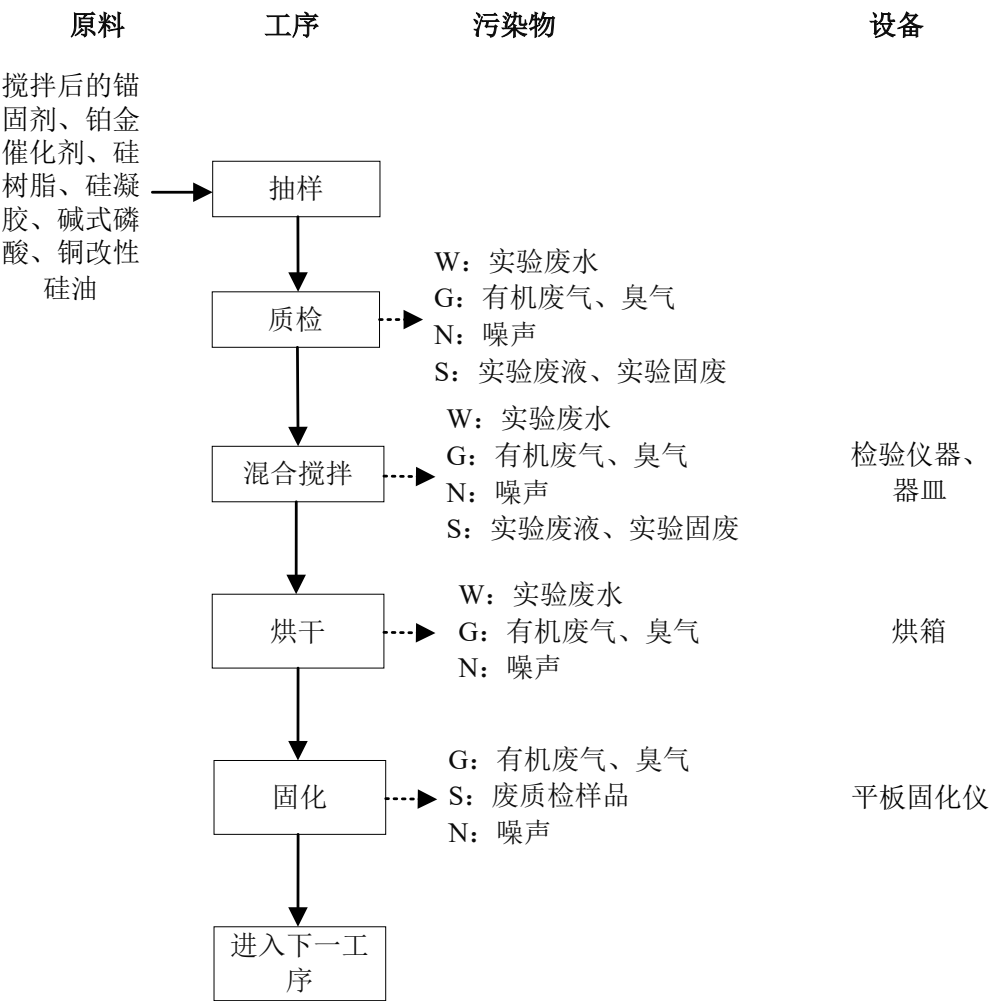 原料 工序 污染物 设备
搅拌后的锚
固剂、铂金
催化剂、硅
树脂、硅凝
胶、碱式磷
酸、铜改性
硅油
抽样
质检
W：实验废水
G：有机废气、臭气
N：噪声
S：实验废液、实验固废
混合搅拌
W：实验废水
G：有机废气、臭气
N：噪声
S：实验废液、实验固废
检验仪器、
器皿
烘干
W：实验废水
G：有机废气、臭气
N：噪声
烘箱
固化
G：有机废气、臭气
S：废质检样品
N：噪声
平板固化仪
进入下一工
序